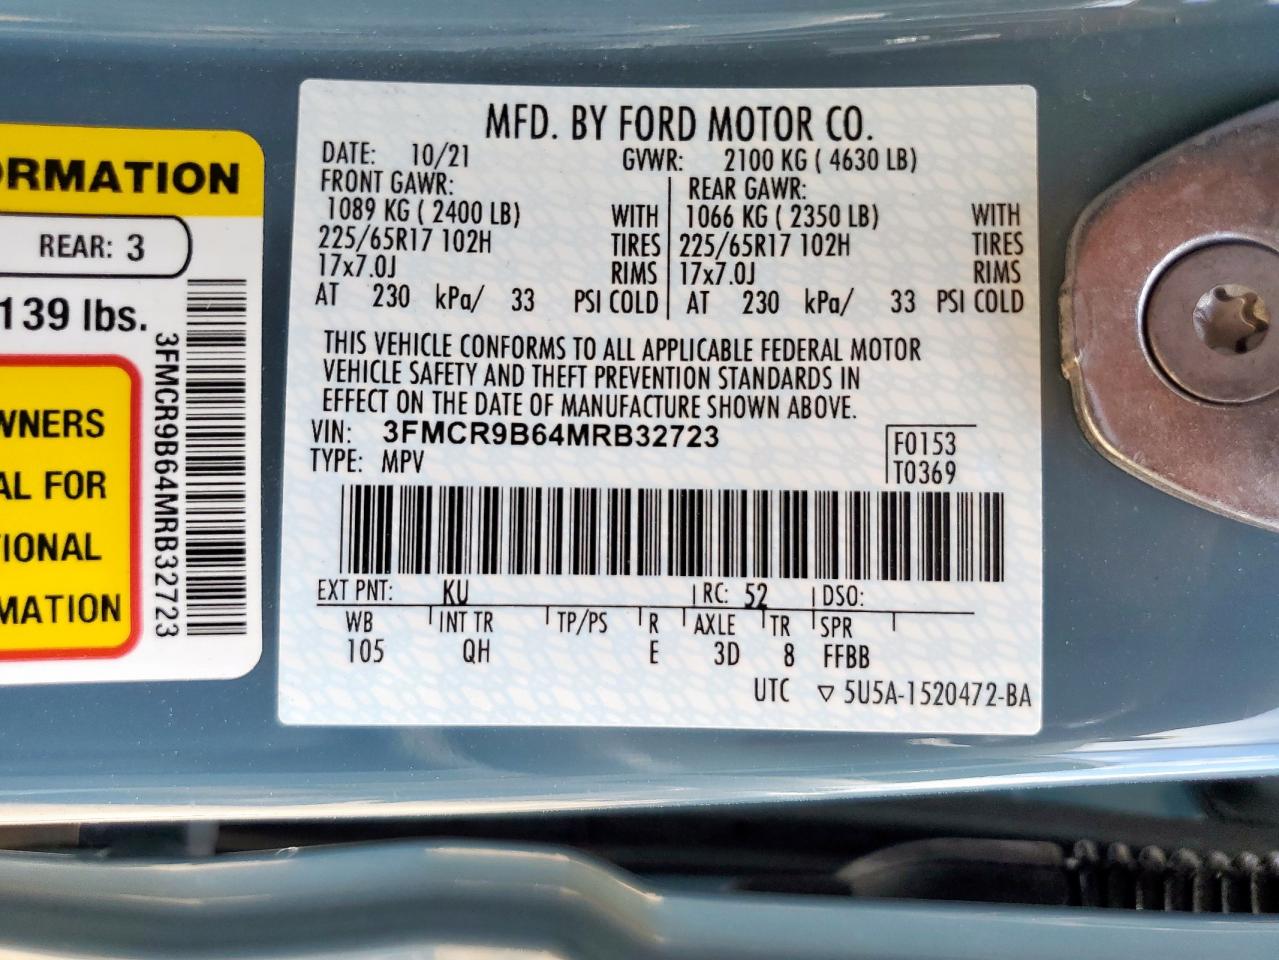 MFD. BY FORD MOTOR CO.
DATE: 10/21 GVWR: 2100 KG ( 4630 LB)
FRONT GAWR: REAR GAWR:
1089 KG ( 2400 LB) WITH 1066 KG ( 2350 LB) WITH
225/65R17 102H TIRES 225/65R17 102H TIRES
17x7.0J RIMS 17x7.0J RIMS
AT 230 kPa/ 33 PSI COLD AT 230 kPa/ 33 PSI COLD
THIS VEHICLE CONFORMS TO ALL APPLICABLE FEDERAL MOTOR
VEHICLE SAFETY AND THEFT PREVENTION STANDARDS IN
EFFECT ON THE DATE OF MANUFACTURE SHOWN ABOVE.
VIN: 3FMCR9B64MRB32723 F0153
TYPE: MPV T0369
EXT PNT: KU RC: 52 DSO:
WB INT TR TP/PS R AXLE TR SPR
105 QH E 3D 8 FFBB
UTC ▽ 5U5A-1520472-BA
ORMATION
REAR: 3
139 lbs.
WNERS
AL FOR
TIONAL
MATION
3FMCR9B64MRB32723